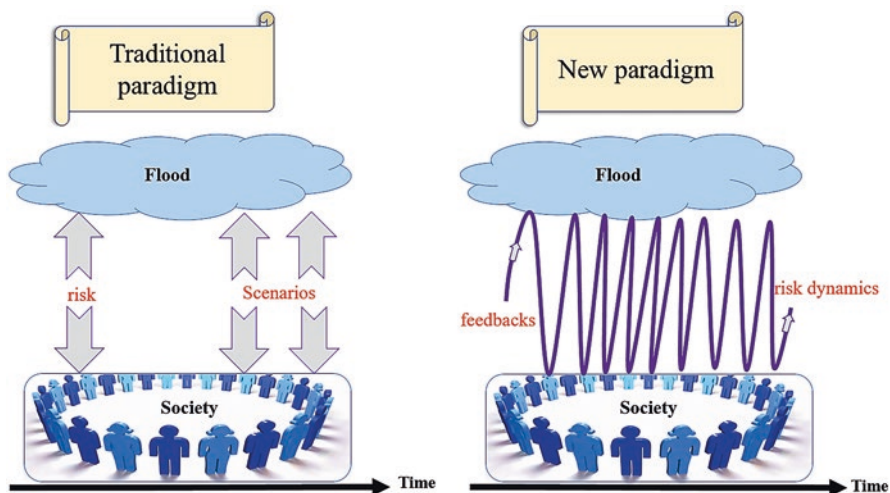 Traditional
paradigm
Flood
risk
Scenarios
Society
Time
New paradigm
Flood
feedbacks
risk dynamics
Society
Time